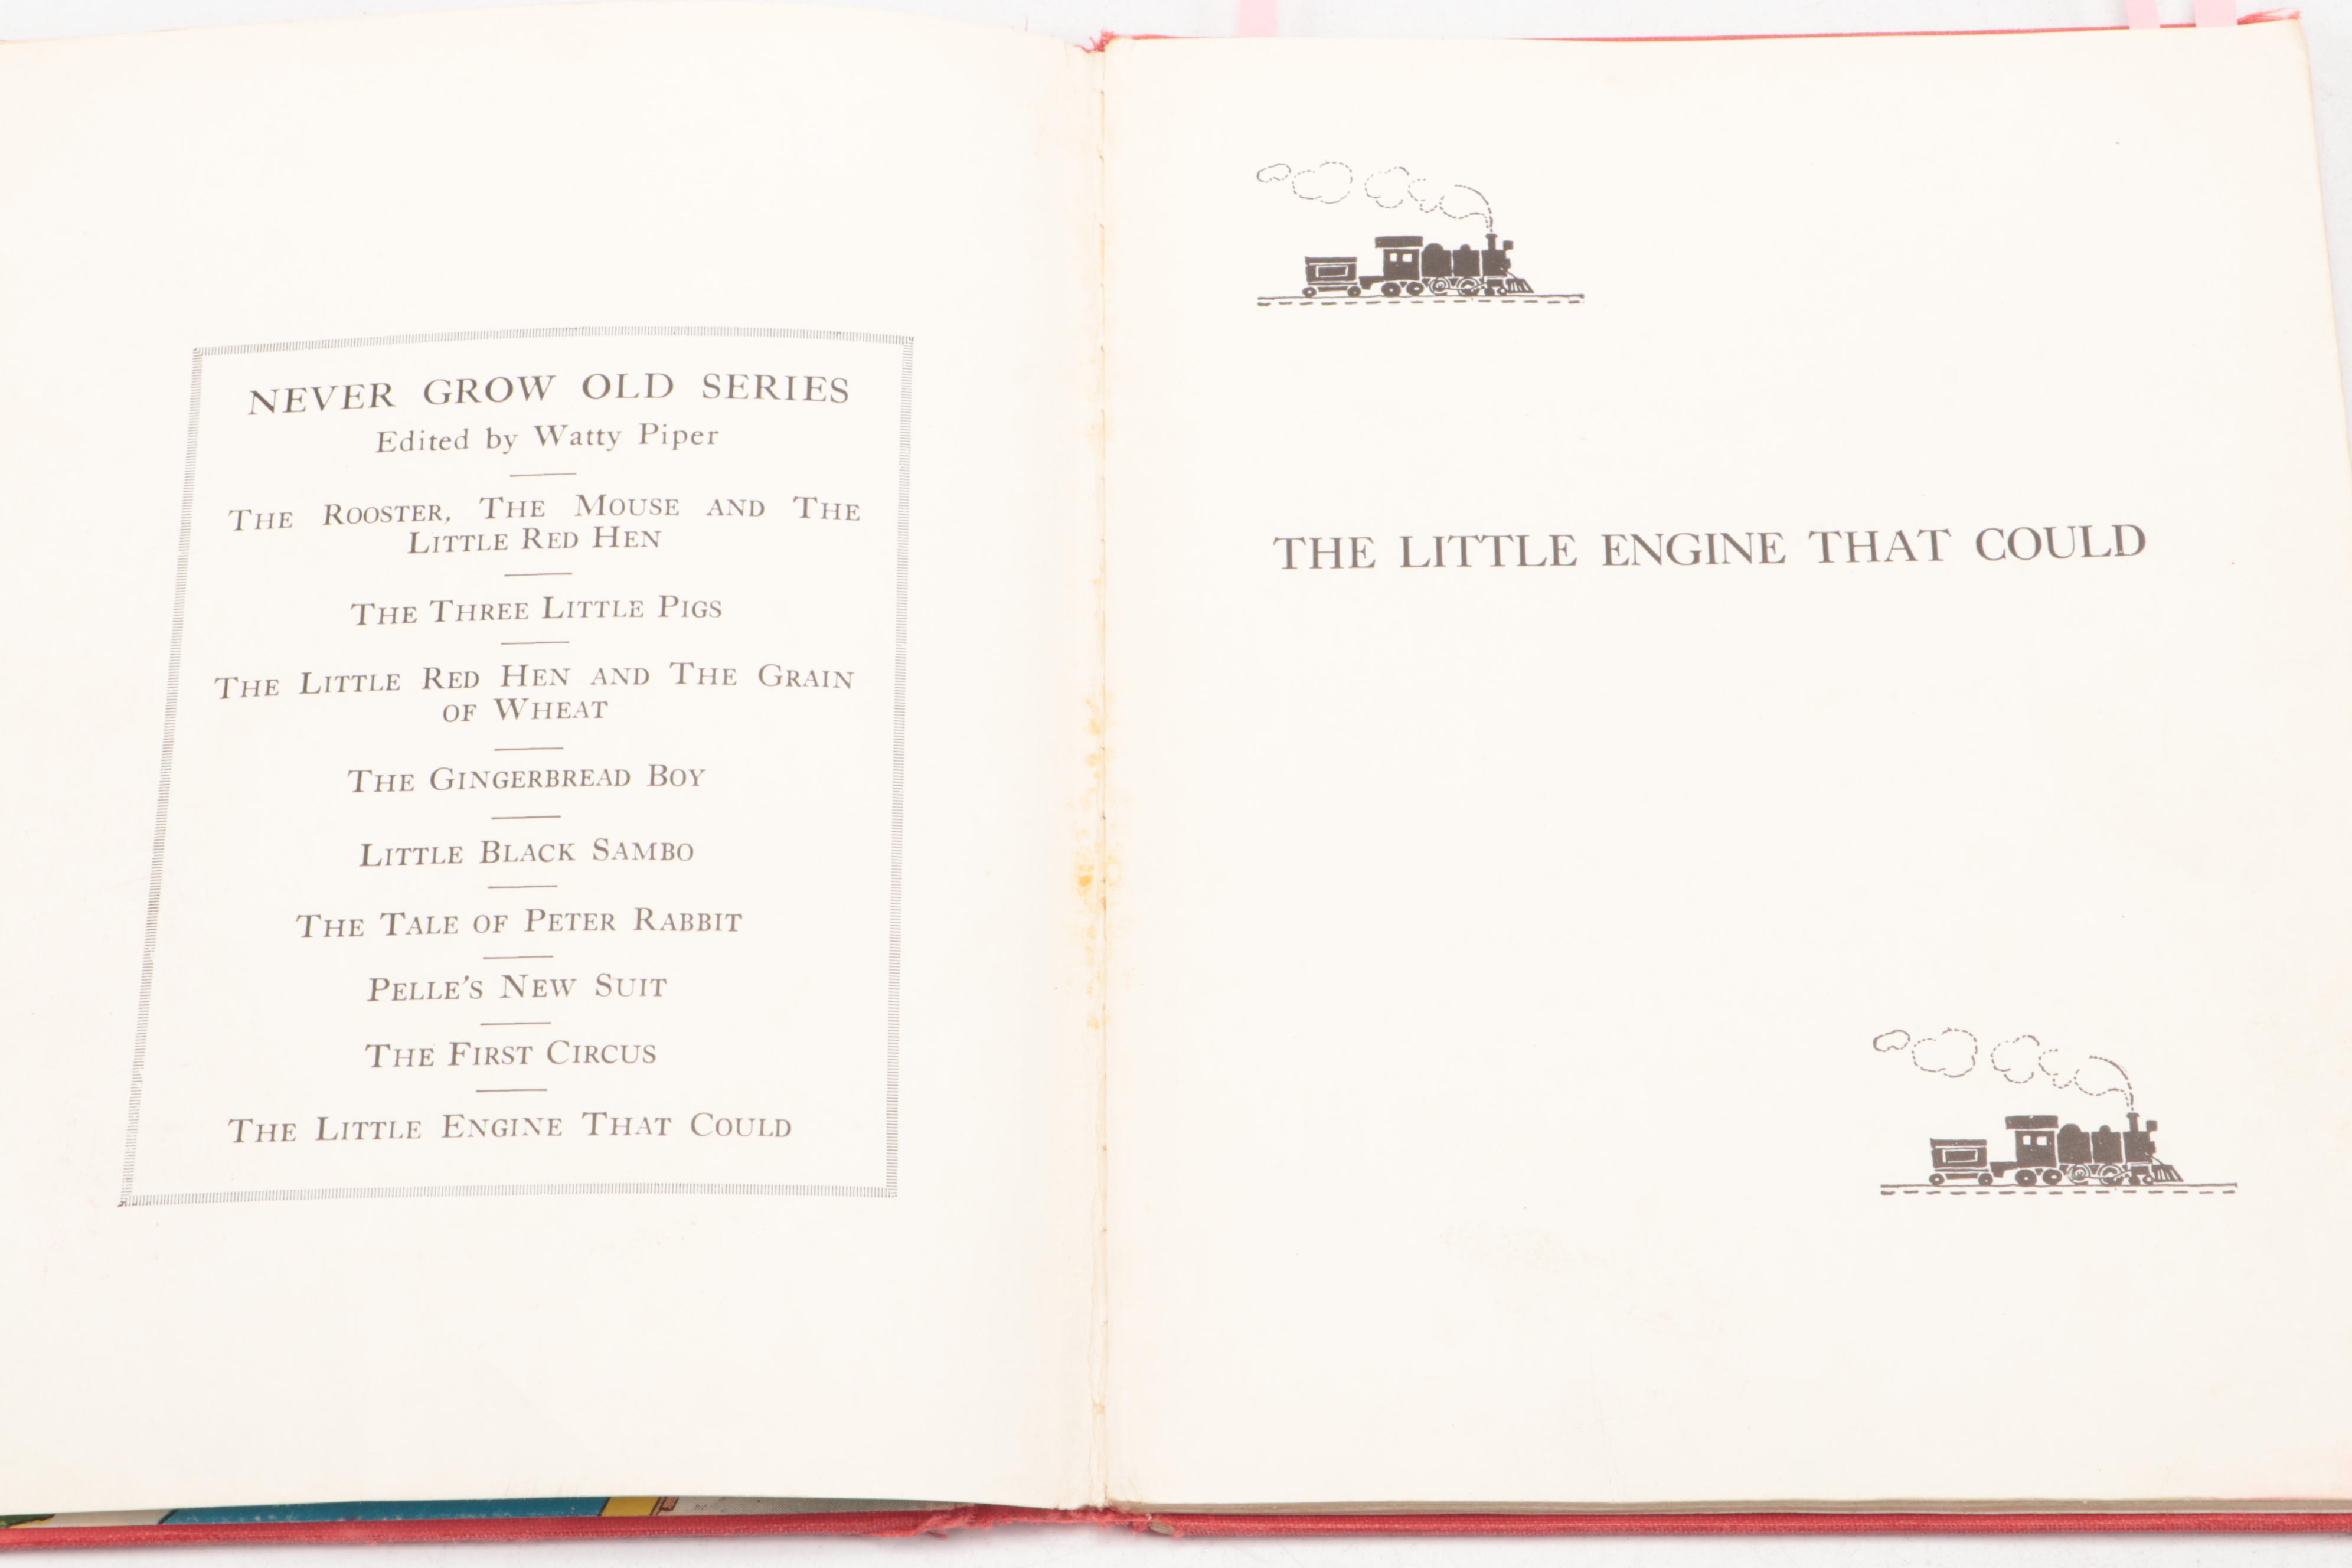 NEVER GROW OLD SERIES
Edited by Watty Piper
THE ROOSTER, THE MOUSE AND THE
LITTLE RED HEN
THE THREE LITTLE PIGS
THE LITTLE RED HEN AND THE GRAIN
OF WHEAT
THE GINGERBREAD BOY
LITTLE BLACK SAMBO
THE TALE OF PETER RABBIT
PELLE'S NEW SUIT
THE FIRST CIRCUS
THE LITTLE ENGINE THAT COULD
THE LITTLE ENGINE THAT COULD